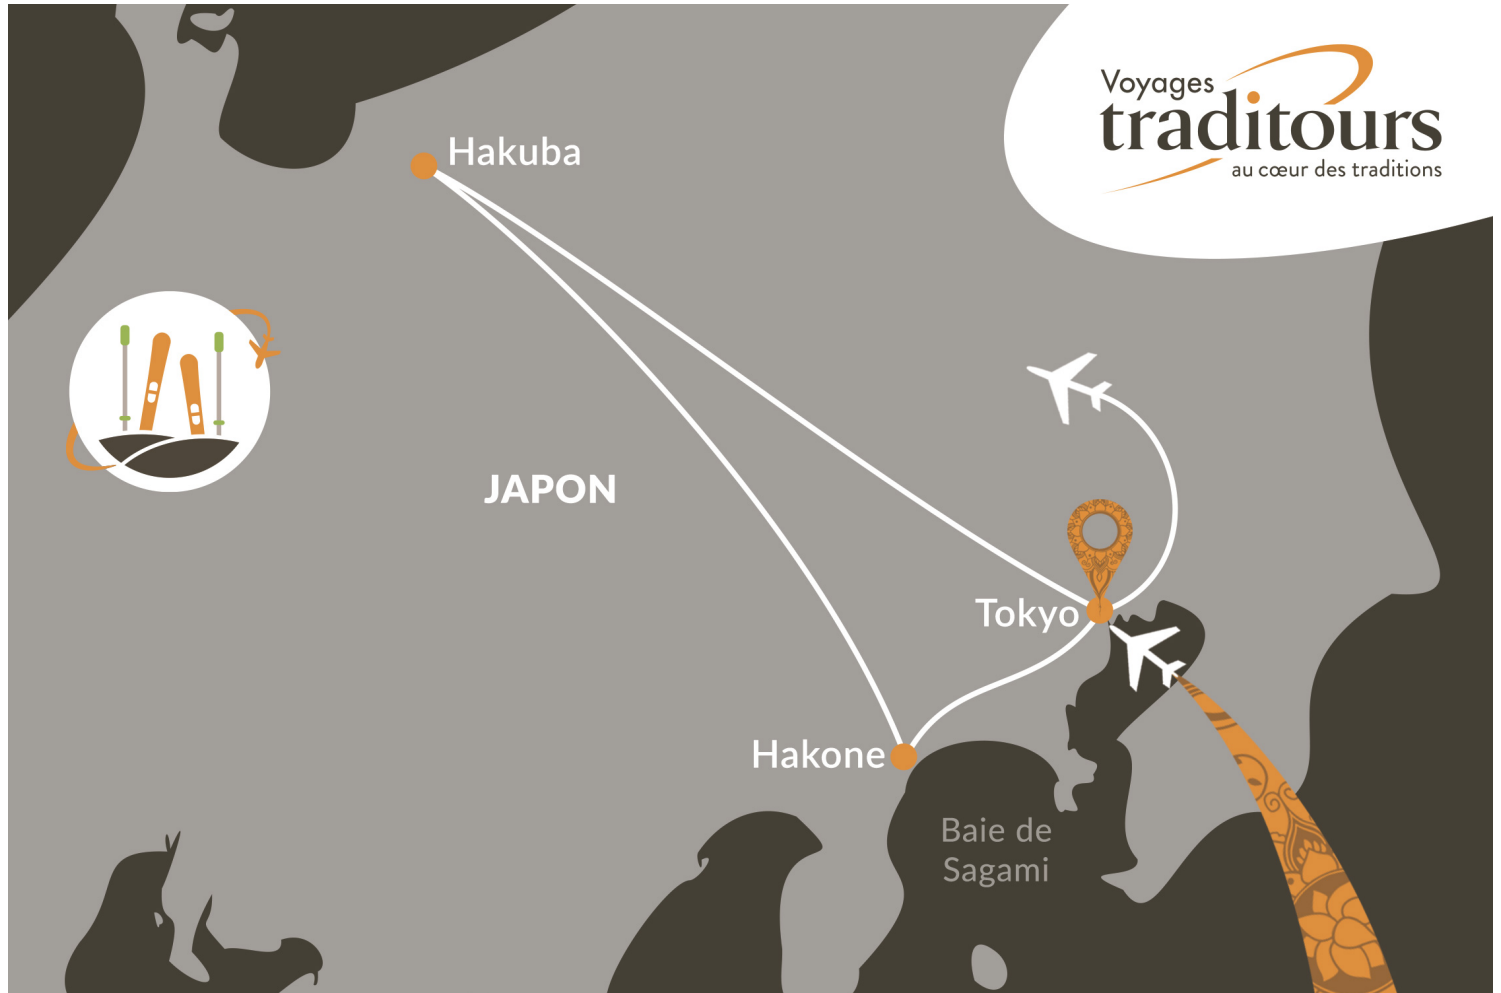 Voyages
traditours
au cœur des traditions
Hakuba
JAPON
Tokyo
Hakone
Baie de
Sagami